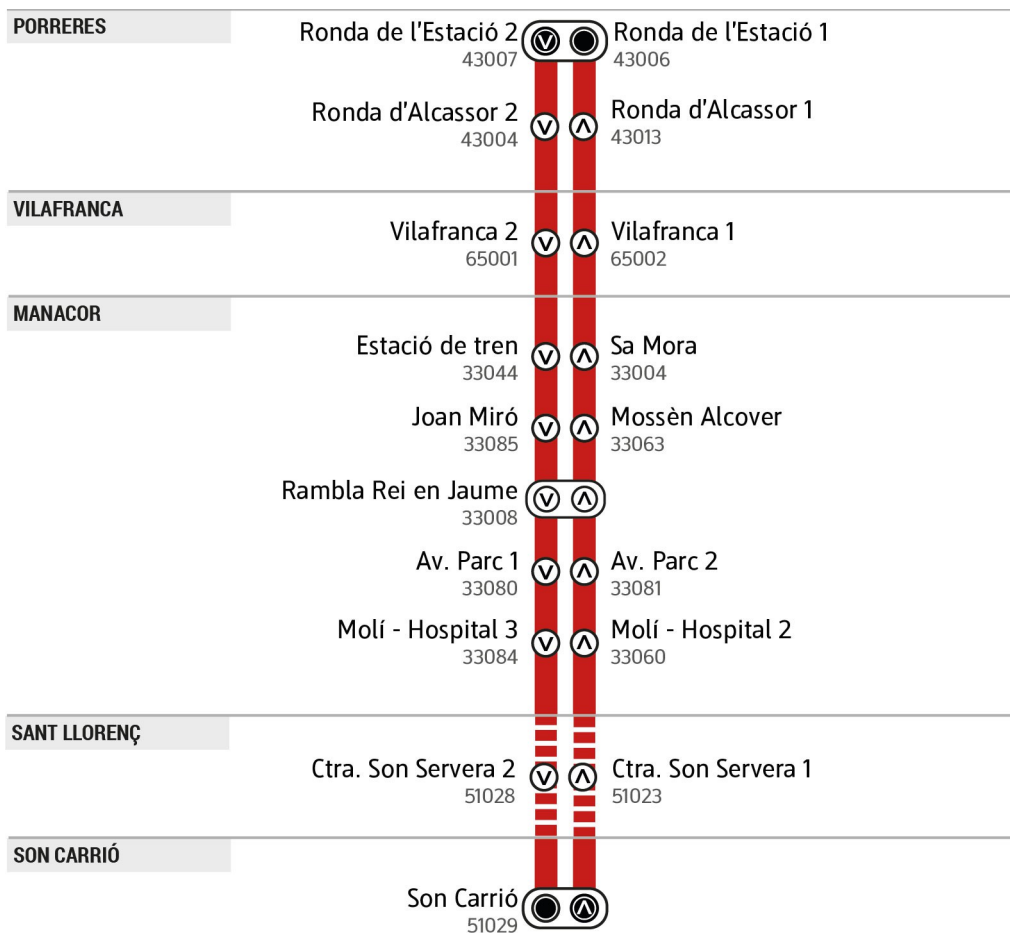 PORRERES
Ronda de l'Estació 2 Ronda de l'Estació 1
43007 43006
Ronda d'Alcassor 2 Ronda d'Alcassor 1
43004 43013
VILAFRANCA
Vilafranca 2 Vilafranca 1
65001 65002
MANACOR
Estació de tren Sa Mora
33044 33004
Joan Miró Mossèn Alcover
33085 33063
Rambla Rei en Jaume
33008
Av. Parc 1 Av. Parc 2
33080 33081
Molí - Hospital 3 Molí - Hospital 2
33084 33060
SANT LLORENÇ
Ctra. Son Servera 2 Ctra. Son Servera 1
51028 51023
SON CARRIÓ
Son Carrió
51029